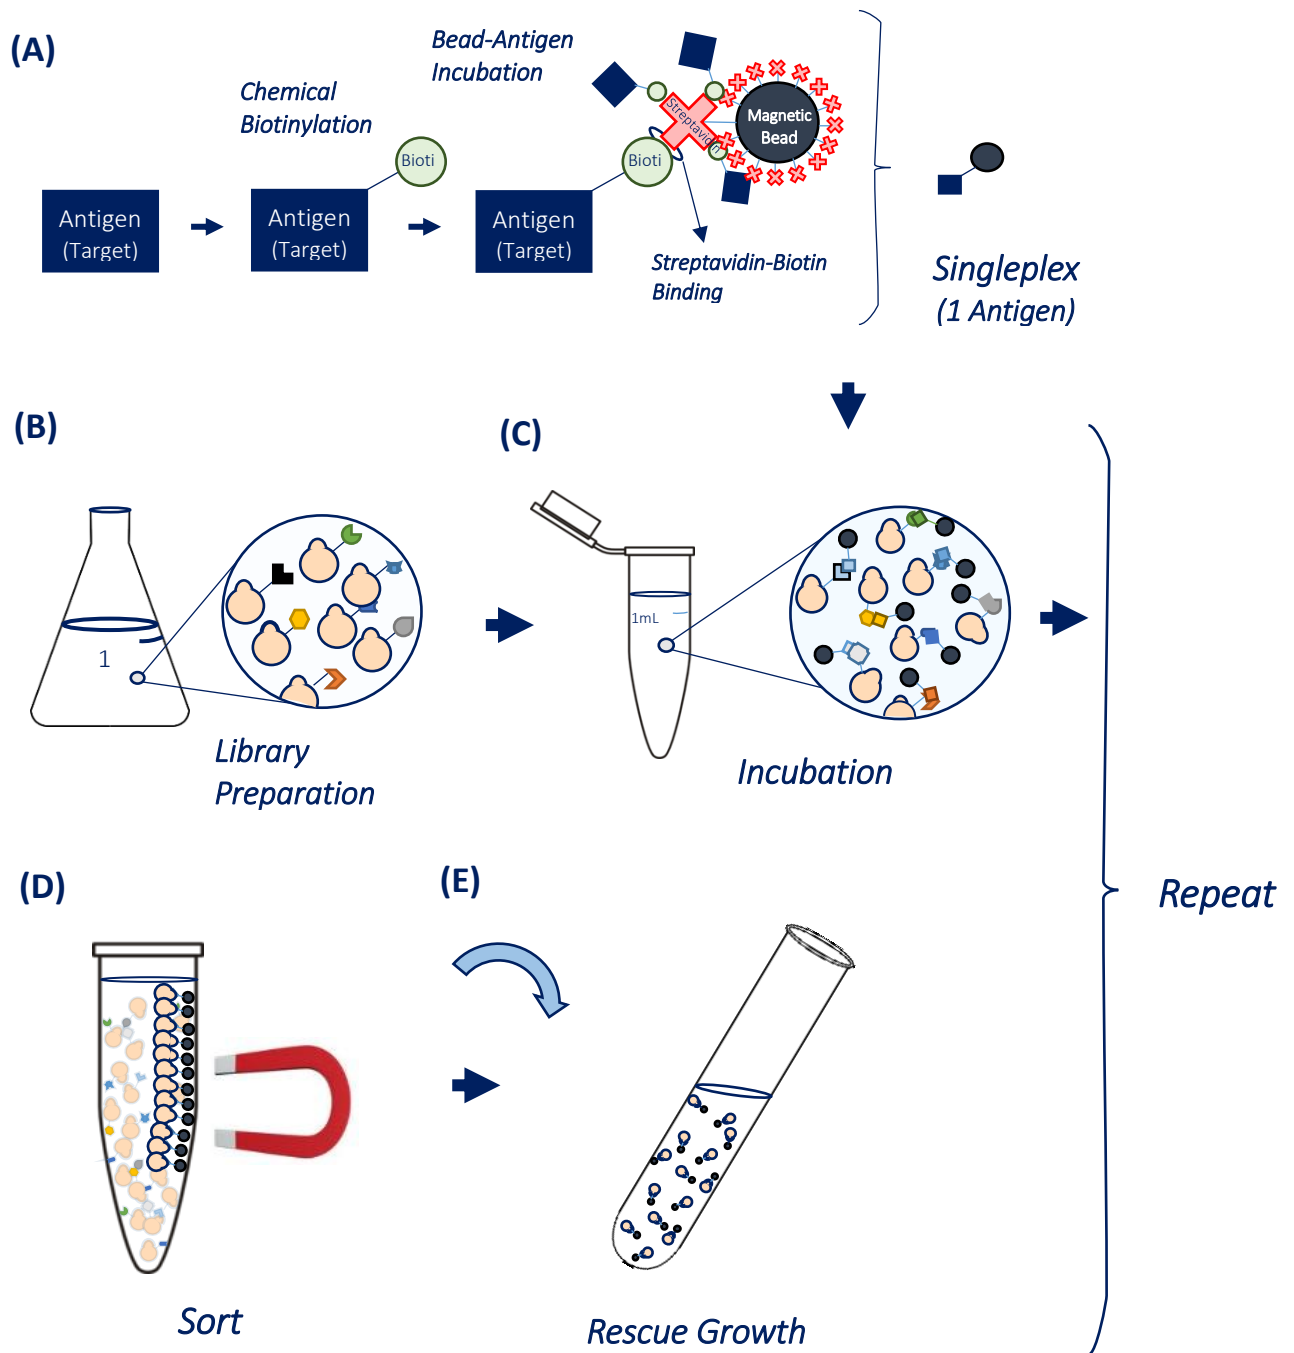 (A)
Chemical
Biotinylation
Bead-Antigen
Incubation
Antigen
(Target)
Bioti
Antigen
(Target)
Bioti
Antigen
(Target)
Streptavidin
Magnetic
Bead
Streptavidin-Biotin
Binding
Singleplex
(1 Antigen)
(B)
1
Library
Preparation
(C)
1mL
Incubation
(D)
Sort
(E)
Rescue Growth
Repeat